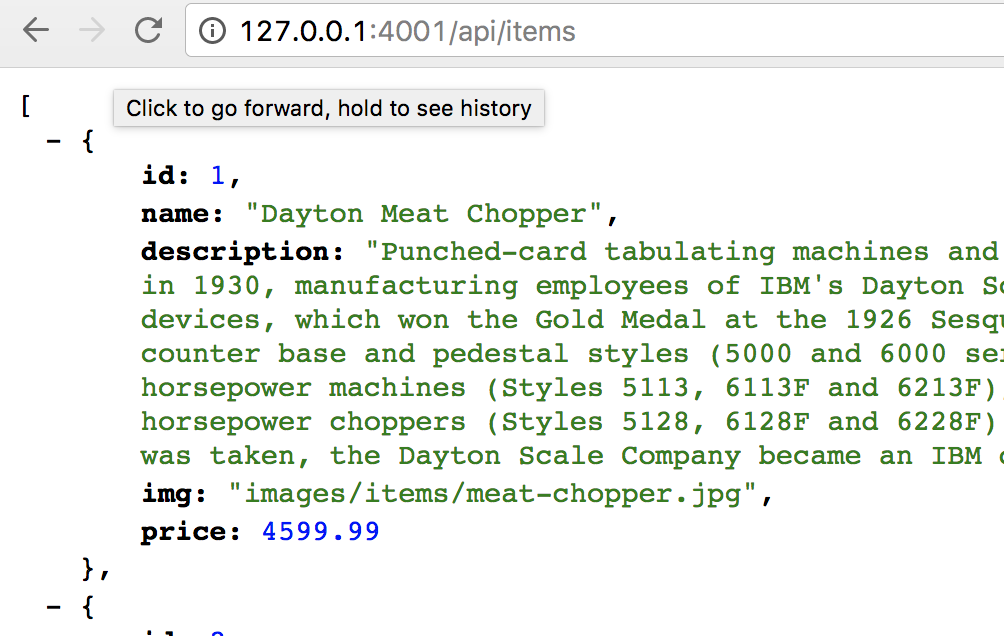 127.0.0.1:4001/api/items
[
Click to go forward, hold to see history
- {
id: 1,
name: "Dayton Meat Chopper",
description: "Punched-card tabulating machines and
in 1930, manufacturing employees of IBM's Dayton
devices, which won the Gold Medal at the 1926
counter base and pedestal styles (5000 and 6000
horsepower machines (Styles 5113, 6113F and 6213F)
horsepower choppers (Styles 5128, 6128F and 6228F)
was taken, the Dayton Scale Company became an IBM
img: "images/items/meat-chopper.jpg",
price: 4599.99
},
- {